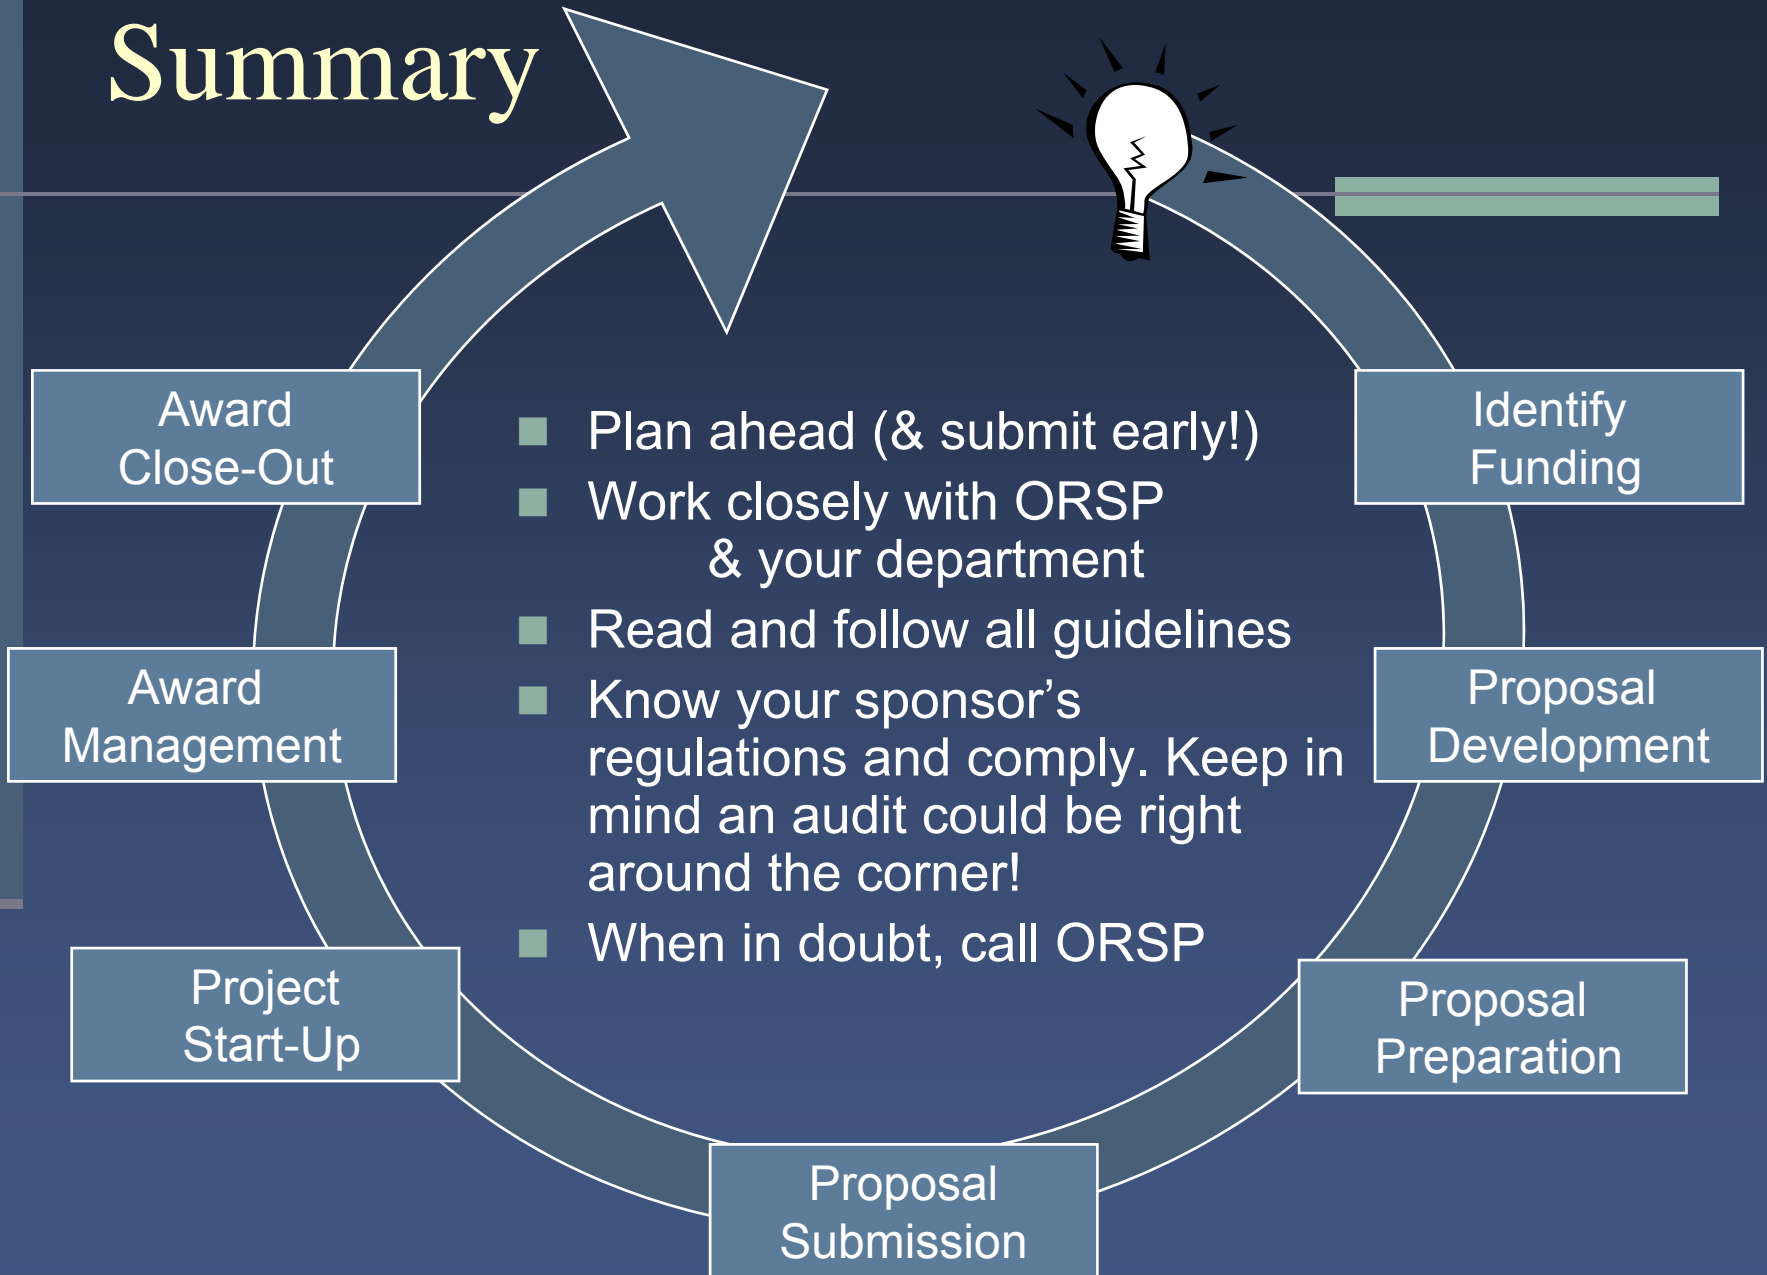 Summary
Award
Close-Out
Identify
Funding
Plan ahead (& submit early!)
Work closely with ORSP
& your department
Read and follow all guidelines
Know your sponsor’s
regulations and comply. Keep in
mind an audit could be right
around the corner!
When in doubt, call ORSP
Award
Management
Proposal
Development
Project
Start-Up
Proposal
Preparation
Proposal
Submission